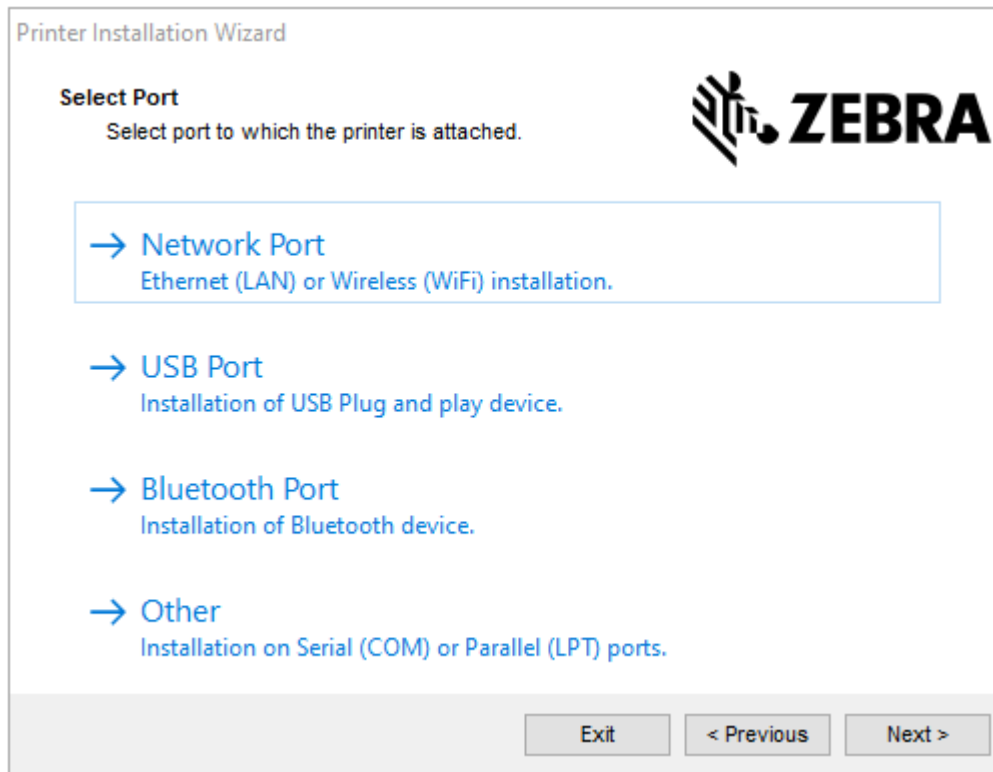 Printer Installation Wizard
Select Port
Select port to which the printer is attached.
ZEBRA
Network Port
Ethernet (LAN) or Wireless (WiFi) installation.
USB Port
Installation of USB Plug and play device.
Bluetooth Port
Installation of Bluetooth device.
Other
Installation on Serial (COM) or Parallel (LPT) ports.
Exit < Previous Next >